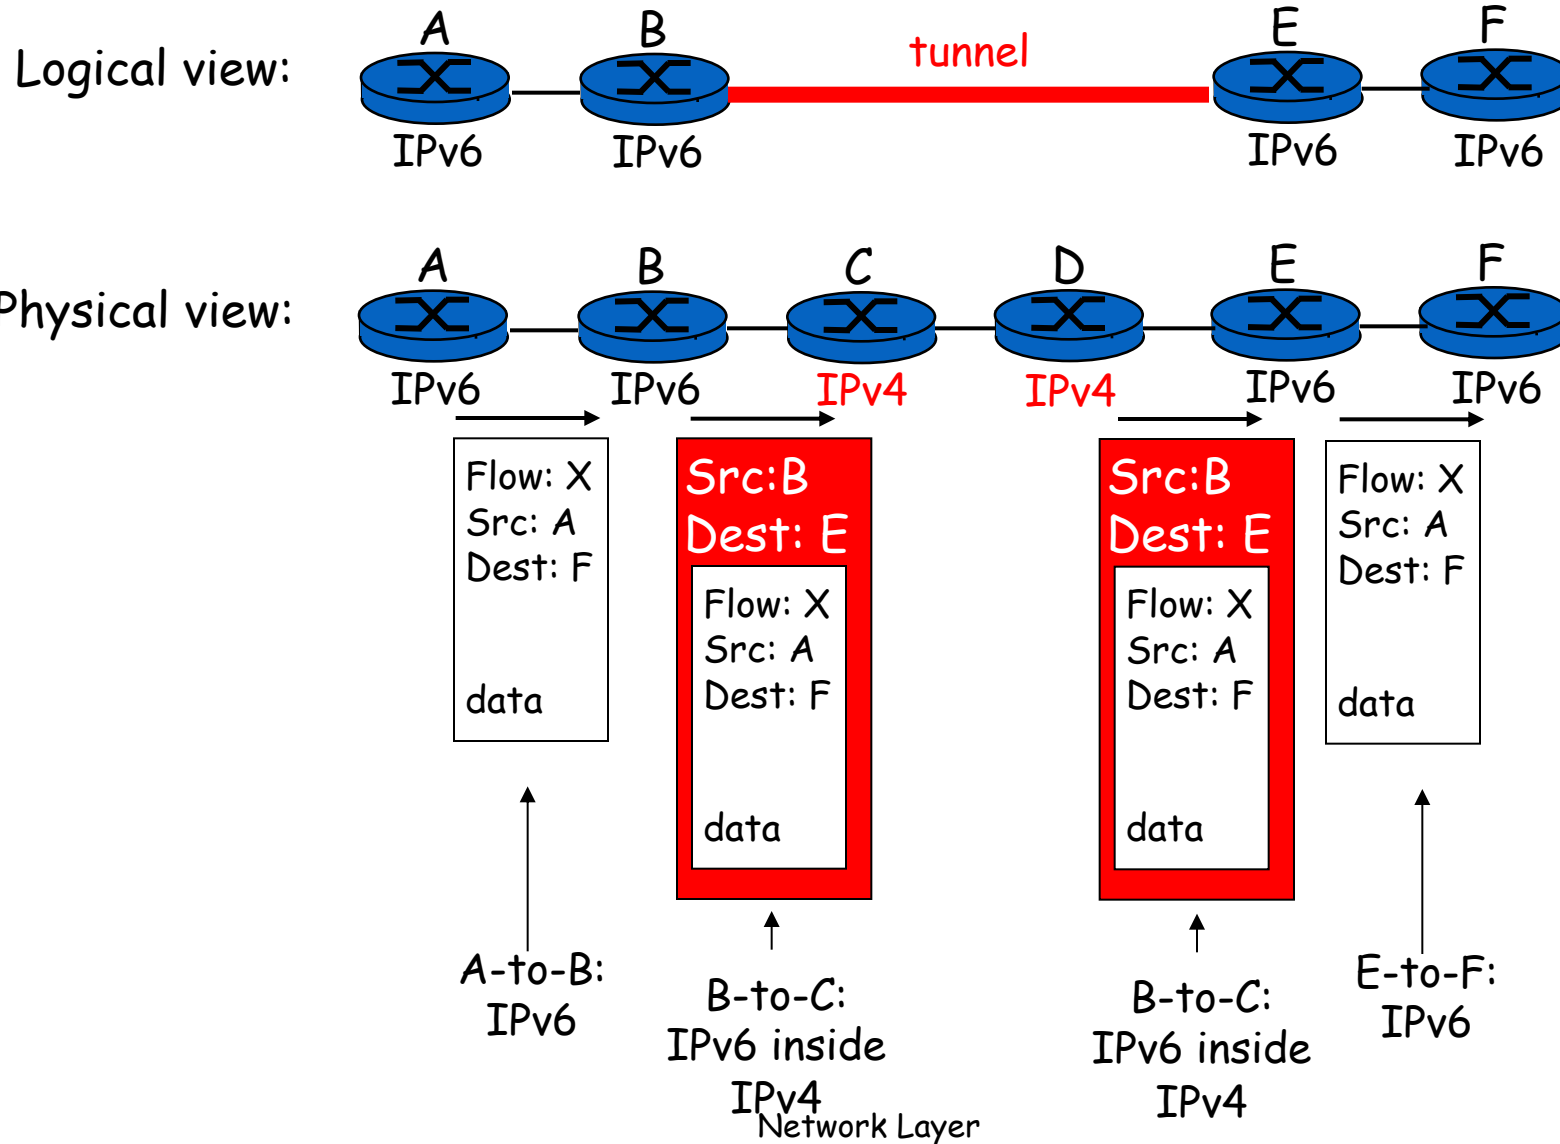 Logical view:
A B tunnel E F
IPv6 IPv6 IPv6 IPv6
Physical view:
A B C D E F
IPv6 IPv6 IPv4 IPv4 IPv6 IPv6
Flow: X
Src: A
Dest: F
data
Src:B
Dest: E
Flow: X
Src: A
Dest: F
data
Src:B
Dest: E
Flow: X
Src: A
Dest: F
data
Flow: X
Src: A
Dest: F
data
A-to-B:
IPv6
B-to-C:
IPv6 inside
IPv4
B-to-C:
IPv6 inside
IPv4
E-to-F:
IPv6
Network Layer